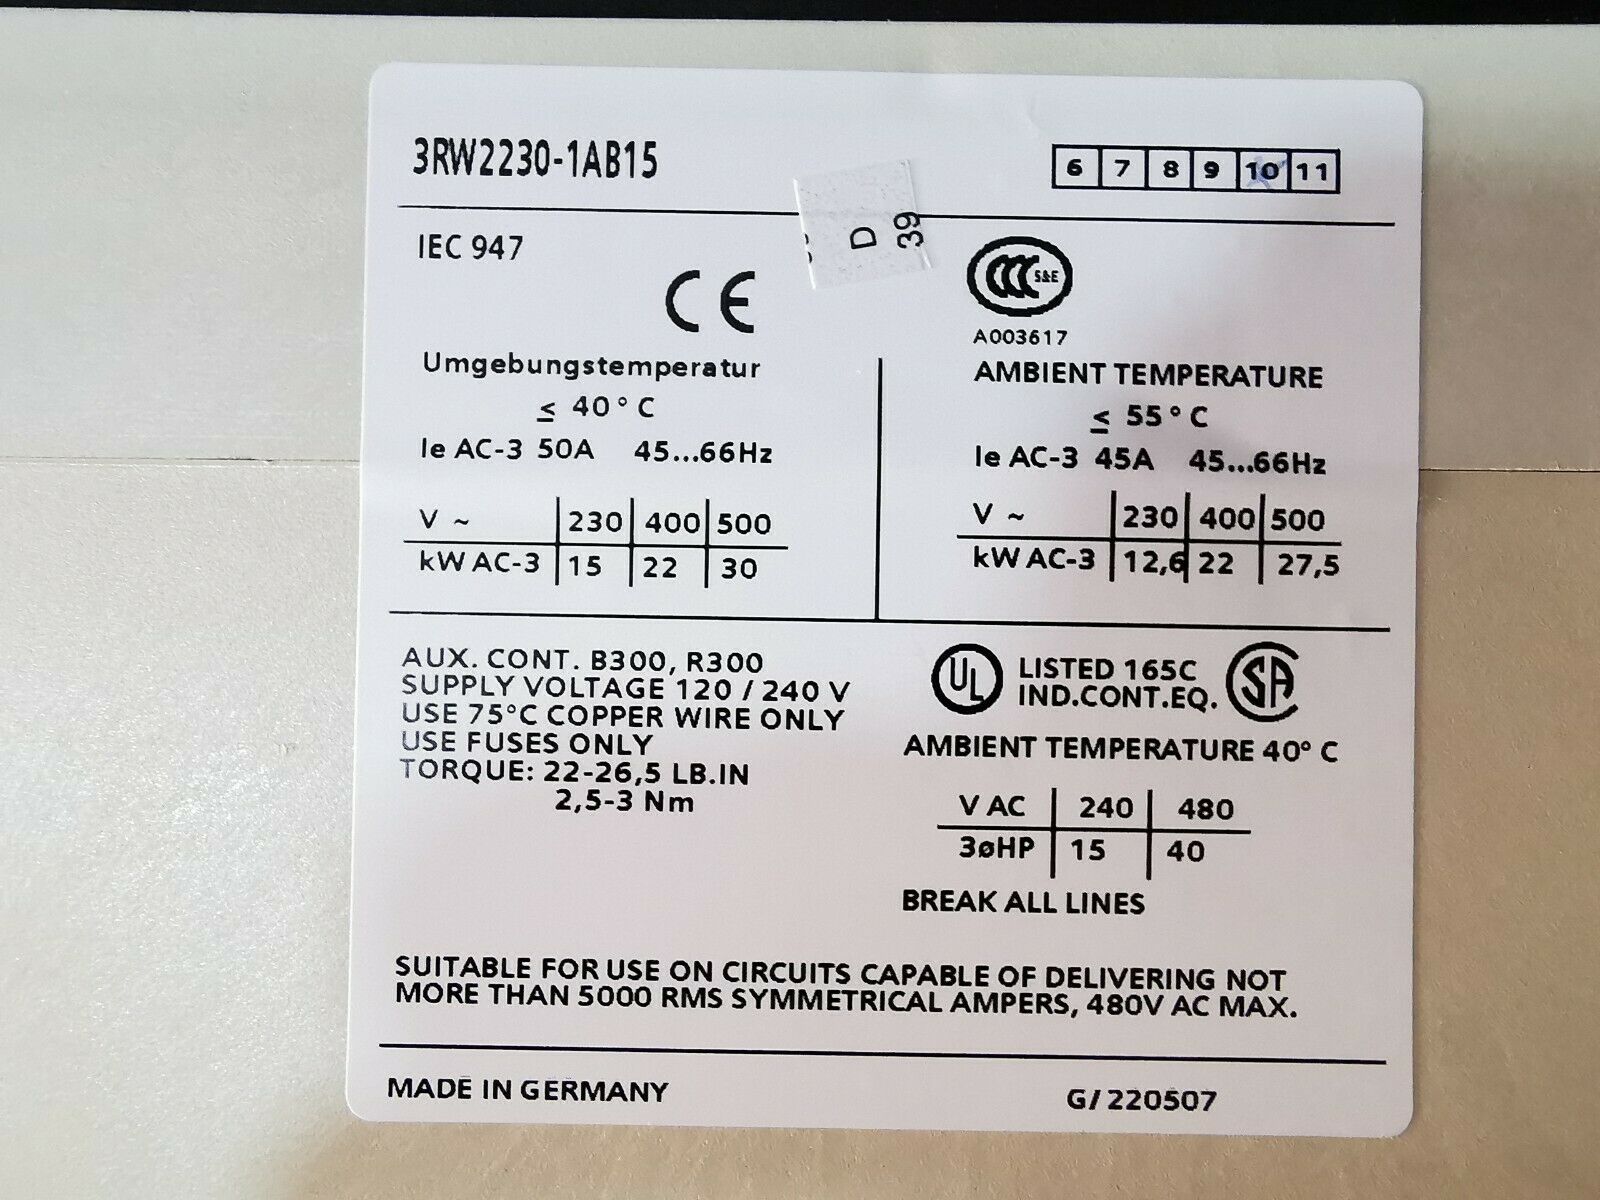 3RW2230-1AB15
6 7 8 9 10 11
D
39
IEC 947
CE
CCC S&E
A003617
Umgebungstemperatur
≤ 40° C
Ie AC-3 50A 45...66Hz
V ~ 230 400 500
kW AC-3 15 22 30
AMBIENT TEMPERATURE
≤ 55° C
Ie AC-3 45A 45...66Hz
V ~ 230 400 500
kW AC-3 12,6 22 27,5
AUX. CONT. B300, R300
SUPPLY VOLTAGE 120 / 240 V
USE 75°C COPPER WIRE ONLY
USE FUSES ONLY
TORQUE: 22-26,5 LB.IN
2,5-3 Nm
UL LISTED 165C SA
IND.CONT.EQ.
AMBIENT TEMPERATURE 40° C
V AC 240 480
3øHP 15 40
BREAK ALL LINES
SUITABLE FOR USE ON CIRCUITS CAPABLE OF DELIVERING NOT
MORE THAN 5000 RMS SYMMETRICAL AMPERS, 480V AC MAX.
MADE IN GERMANY
G/220507